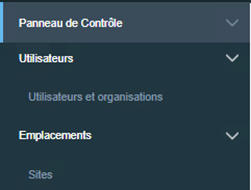 Panneau de Contrôle
Utilisateurs
Utilisateurs et organisations
Emplacements
Sites